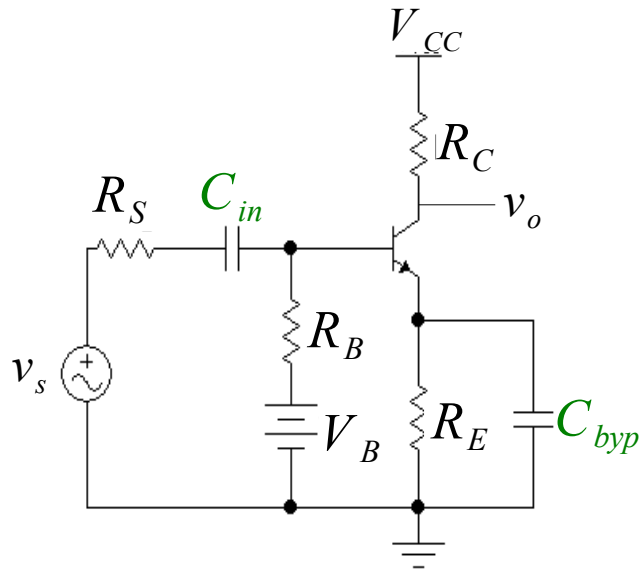 V_CC
R_C
R_S
C_in
v_o
R_B
v_s
+
V_B
R_E
C_byp